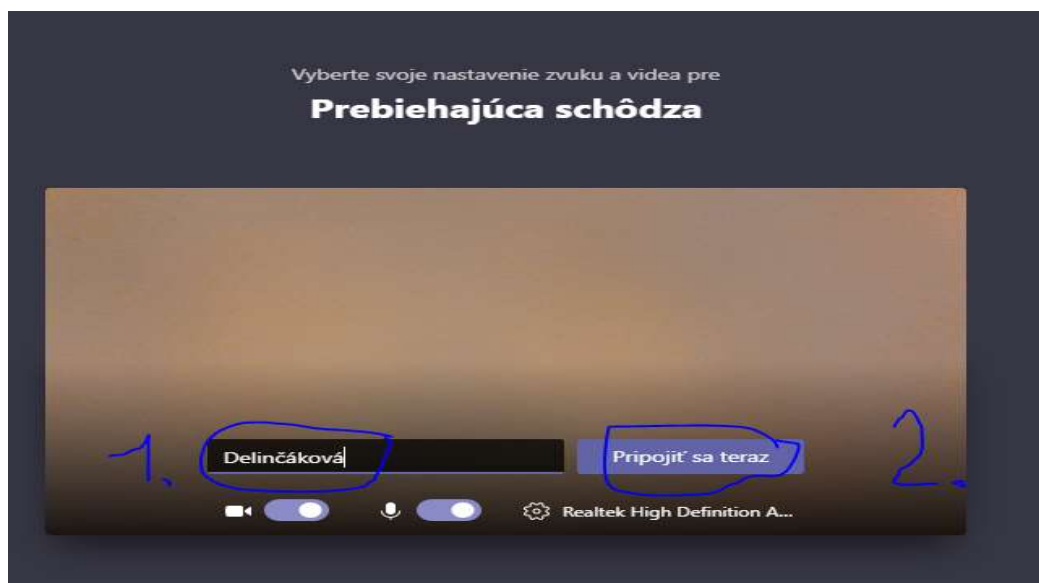 Vyberte svoje nastavenie zvuku a videa pre
Prebiehajúca schôdza
1.
Delinčáková
Pripojiť sa teraz
2.
Realtek High Definition A...